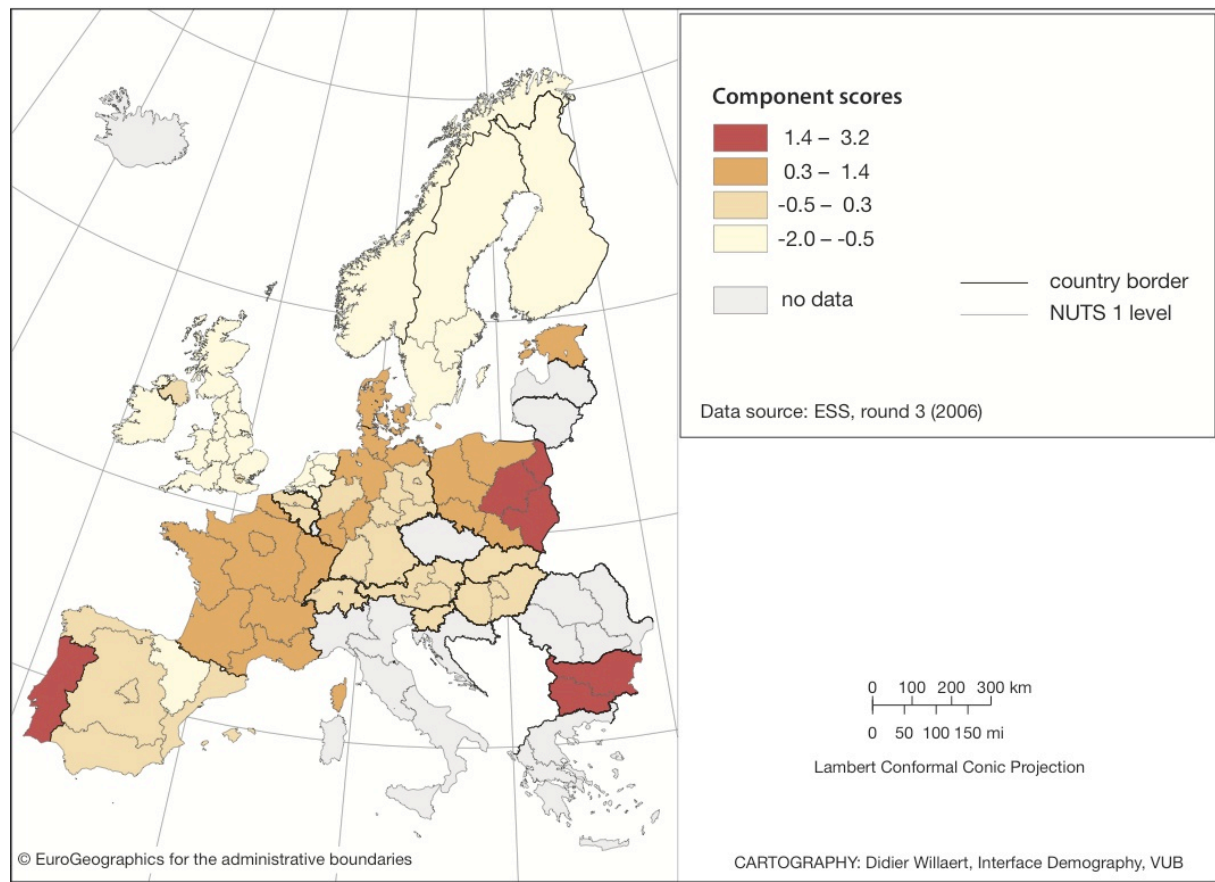 Component scores
1.4 – 3.2
0.3 – 1.4
-0.5 – 0.3
-2.0 – -0.5
no data
country border
NUTS 1 level
Data source: ESS, round 3 (2006)
0 100 200 300 km
0 50 100 150 mi
Lambert Conformal Conic Projection
© EuroGeographics for the administrative boundaries
CARTOGRAPHY: Didier Willaert, Interface Demography, VUB